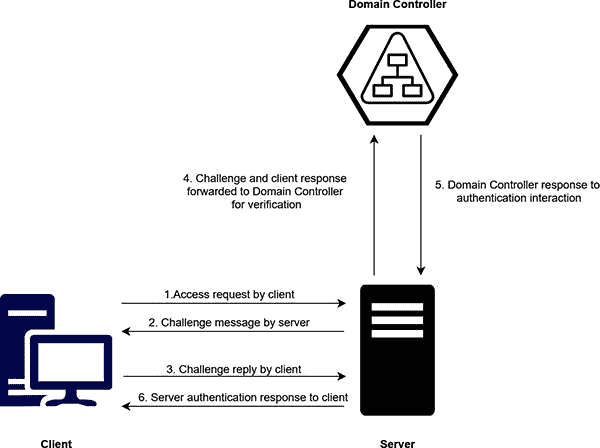 Domain Controller
4. Challenge and client response
forwarded to Domain Controller
for verification
5. Domain Controller response to
authentication interaction
1.Access request by client
2. Challenge message by server
3. Challenge reply by client
6. Server authentication response to client
Client
Server